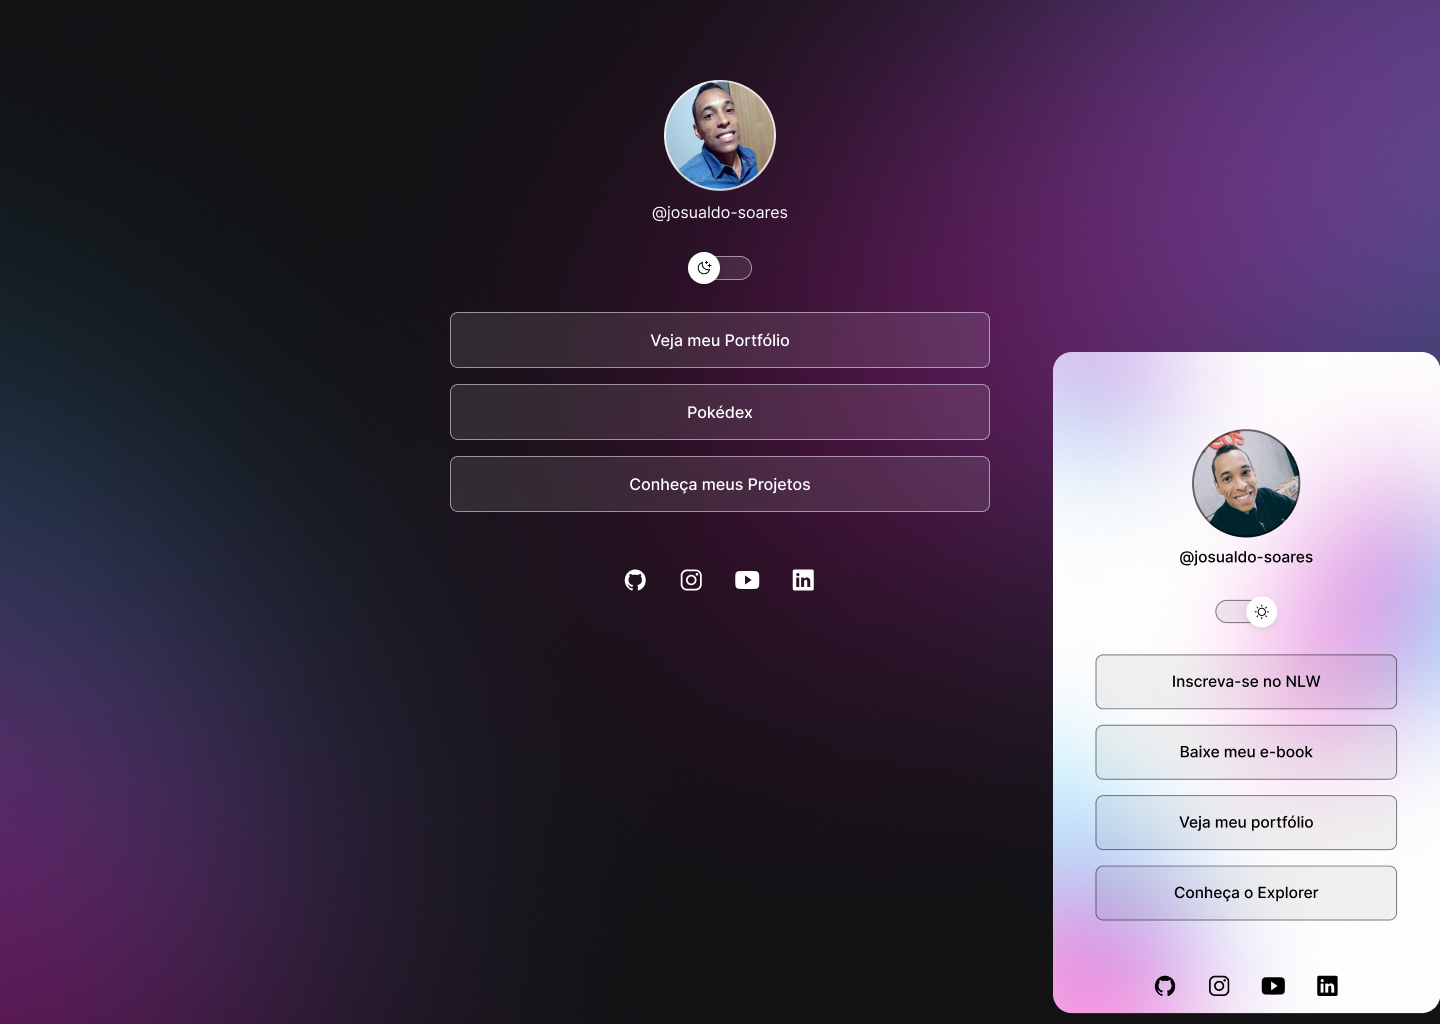 @josualdo-soares
Veja meu Portfólio
Pokédex
Conheça meus Projetos
@josualdo-soares
Inscreva-se no NLW
Baixe meu e-book
Veja meu portfólio
Conheça o Explorer